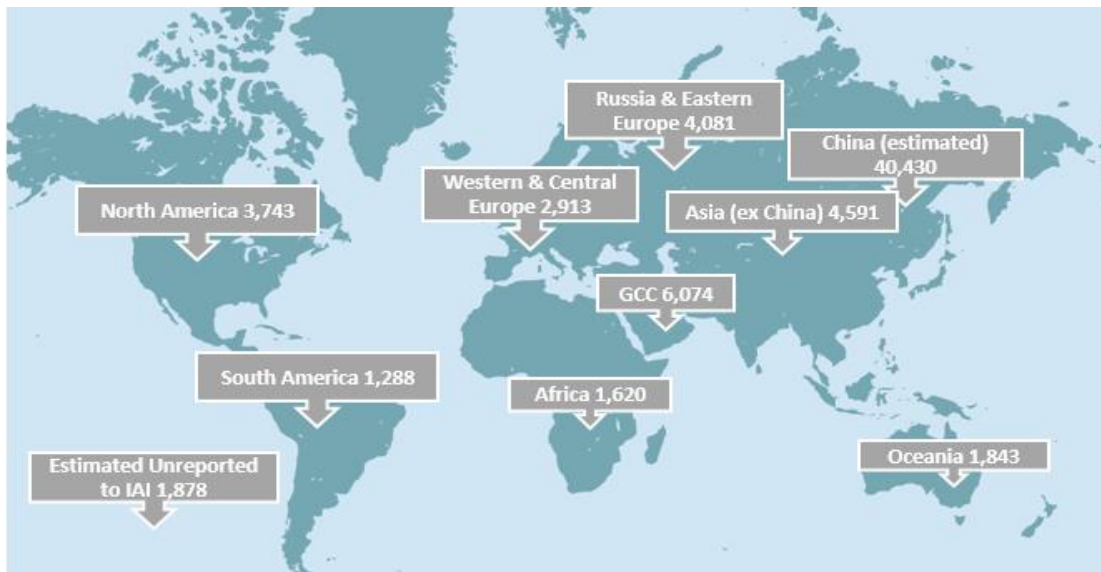 Russia & Eastern
Europe 4,081
China (estimated)
40,430
Western & Central
Europe 2,913
North America 3,743
Asia (ex China) 4,591
GCC 6,074
South America 1,288
Africa 1,620
Oceania 1,843
Estimated Unreported
to IAI 1,878